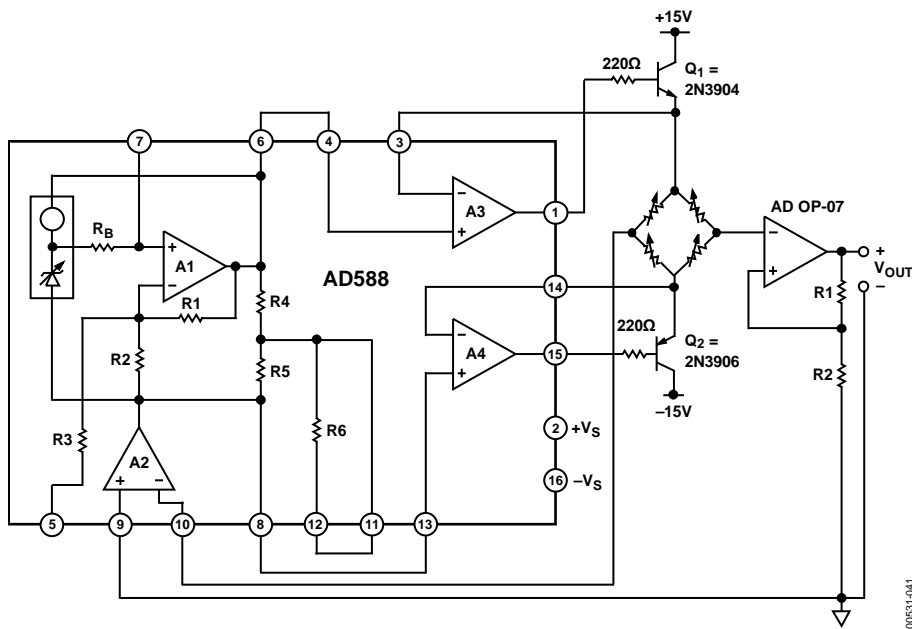 +15V
220Ω
Q1 =
2N3904
7
6
4
3
RB
+
A1
−
R1
R2
R3
A2
+
−
R4
R5
R6
AD588
−
A3
+
1
14
−
A4
+
15
2
+VS
16
−VS
220Ω
Q2 =
2N3906
−15V
AD OP-07
−
+
+
VOUT
−
R1
R2
5
9
10
8
12
11
13
00531-041